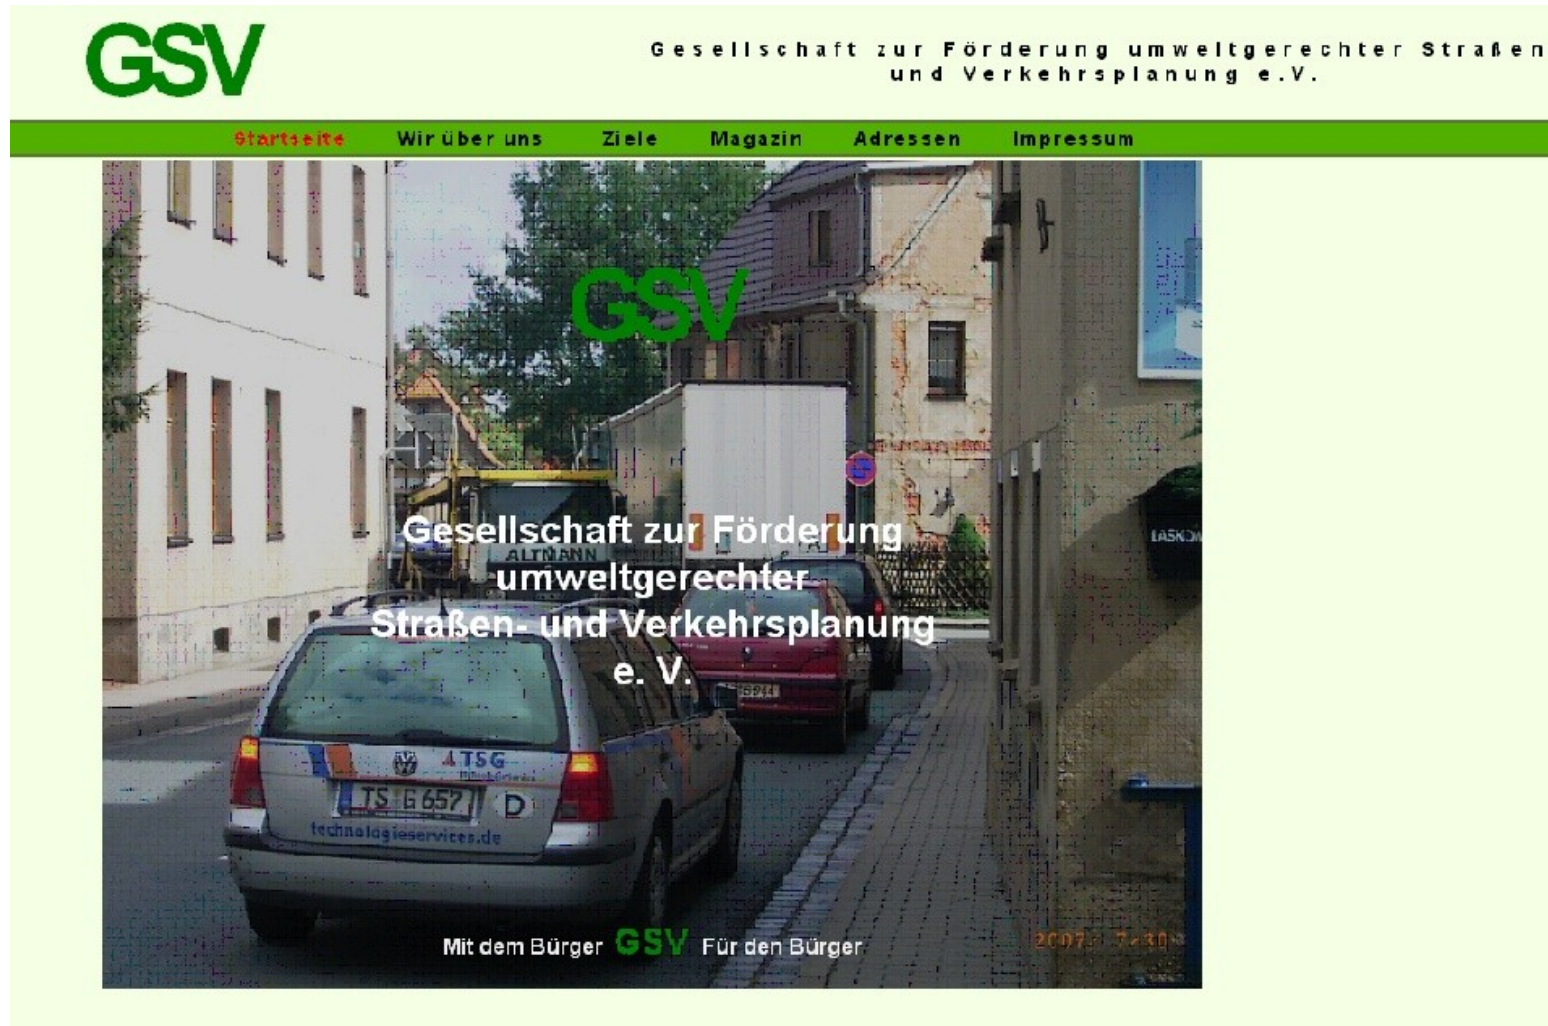 GSV
Gesellschaft zur Förderung umweltgerechter Straßen
und Verkehrsplanung e.V.
Startseite Wir über uns Ziele Magazin Adressen Impressum
GSV
Gesellschaft zur Förderung
umweltgerechter
Straßen- und Verkehrsplanung
e. V.
ALTMANN
TSG
TS G 657 D
technologieservices.de
Mit dem Bürger GSV Für den Bürger